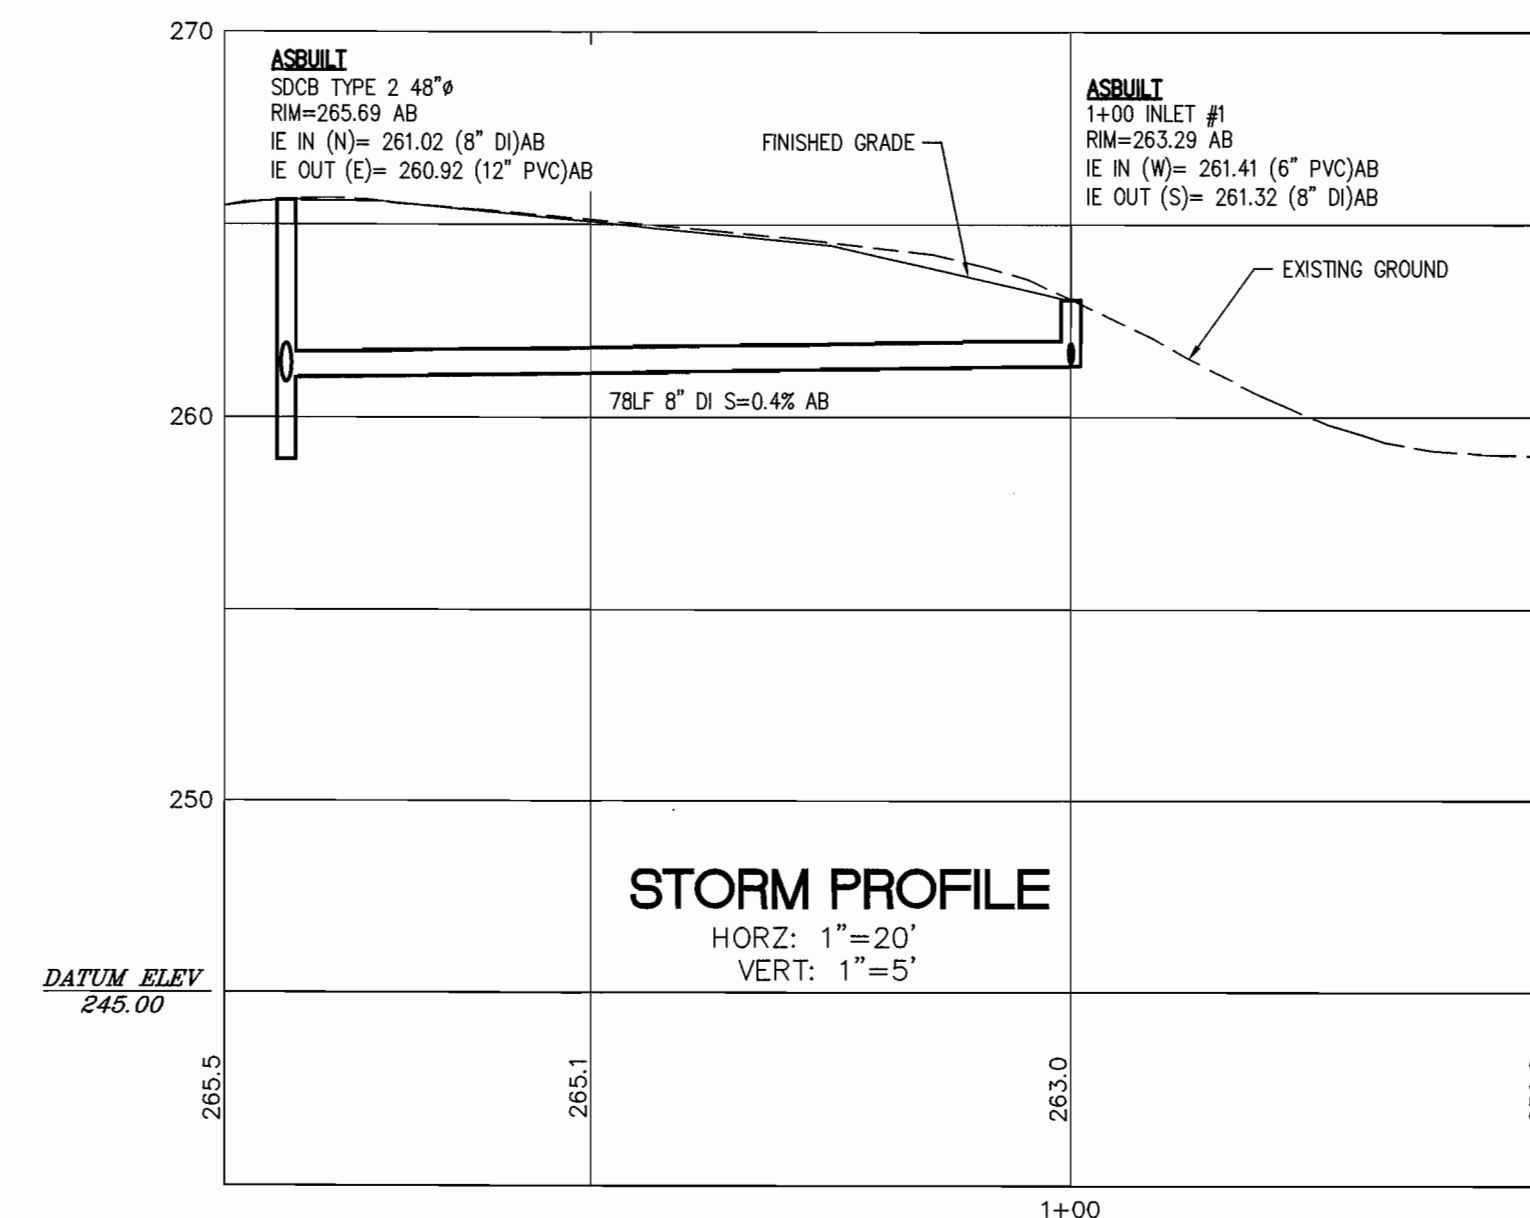 270
ASBUILT
SDCB TYPE 2 48"ø
RIM=265.69 AB
IE IN (N)= 261.02 (8" DI)AB
IE OUT (E)= 260.92 (12" PVC)AB
FINISHED GRADE
ASBUILT
1+00 INLET #1
RIM=263.29 AB
IE IN (W)= 261.41 (6" PVC)AB
IE OUT (S)= 261.32 (8" DI)AB
EXISTING GROUND
78LF 8" DI S=0.4% AB
260
250
STORM PROFILE
HORZ: 1"=20'
VERT: 1"=5'
DATUM ELEV
245.00
265.5
265.1
263.0
1+00